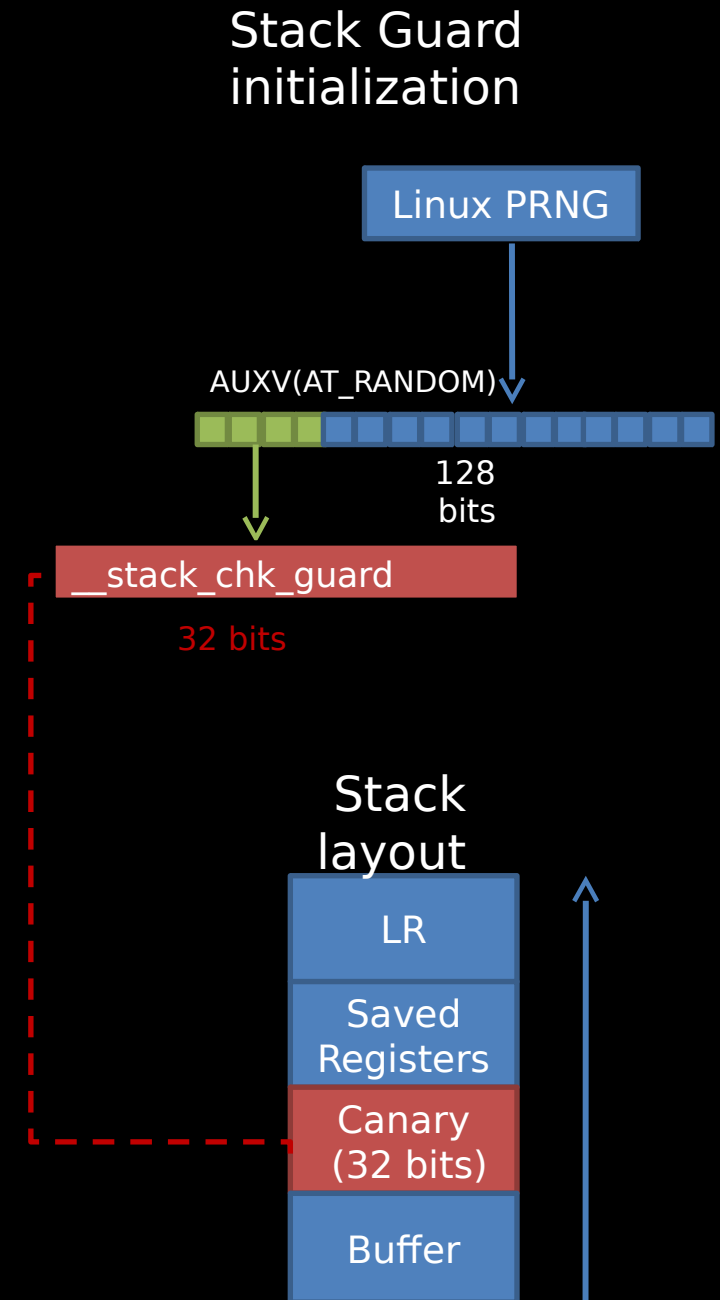 Stack Guard
initialization
Linux PRNG
AUXV(AT_RANDOM)
128
bits
__stack_chk_guard
32 bits
Stack
layout
LR
Saved
Registers
Canary
(32 bits)
Buffer